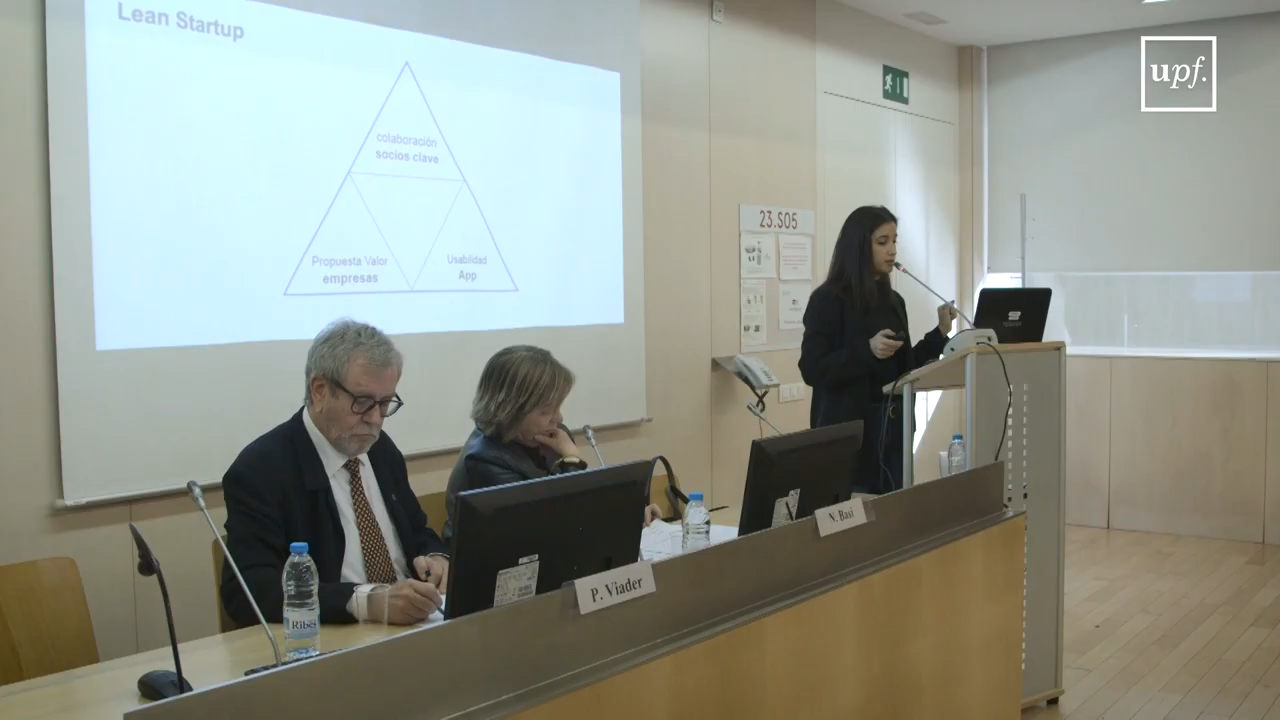 Lean Startup
colaboración
socios clave
Propuesta Valor
empresas
Usabilidad
App
upf.
23.S05
P. Viader
N. Basi
Ribes